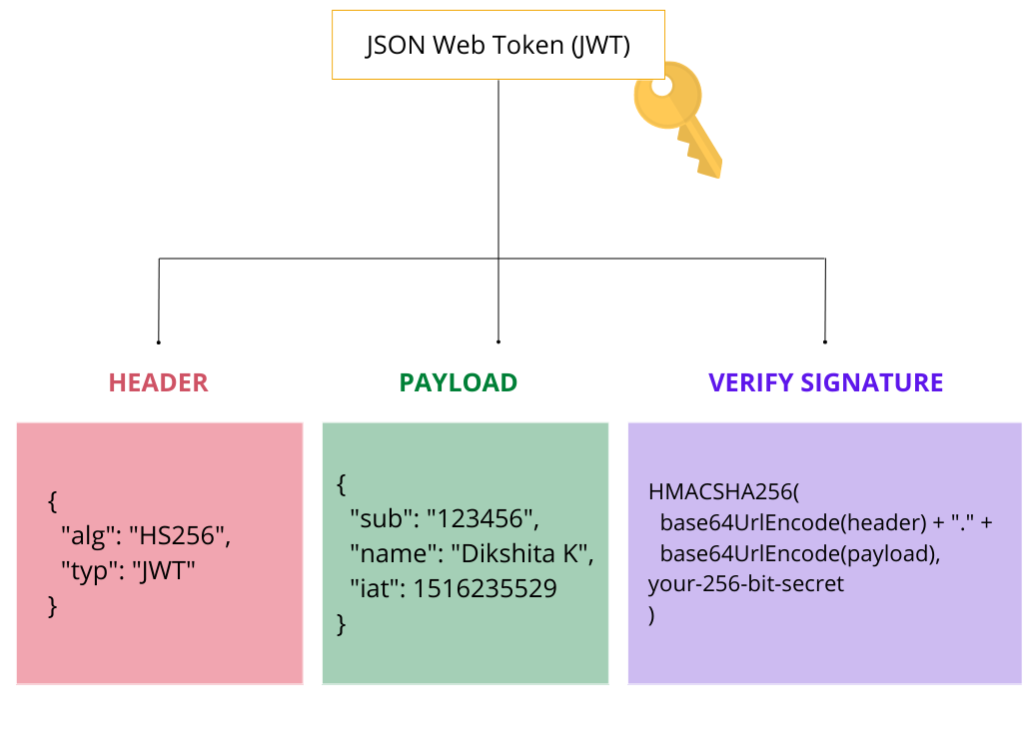 JSON Web Token (JWT)
HEADER
{
"alg": "HS256",
"typ": "JWT"
}
PAYLOAD
{
"sub": "123456",
"name": "Dikshita K",
"iat": 1516235529
}
VERIFY SIGNATURE
HMACSHA256(
base64UrlEncode(header) + "." +
base64UrlEncode(payload),
your-256-bit-secret
)